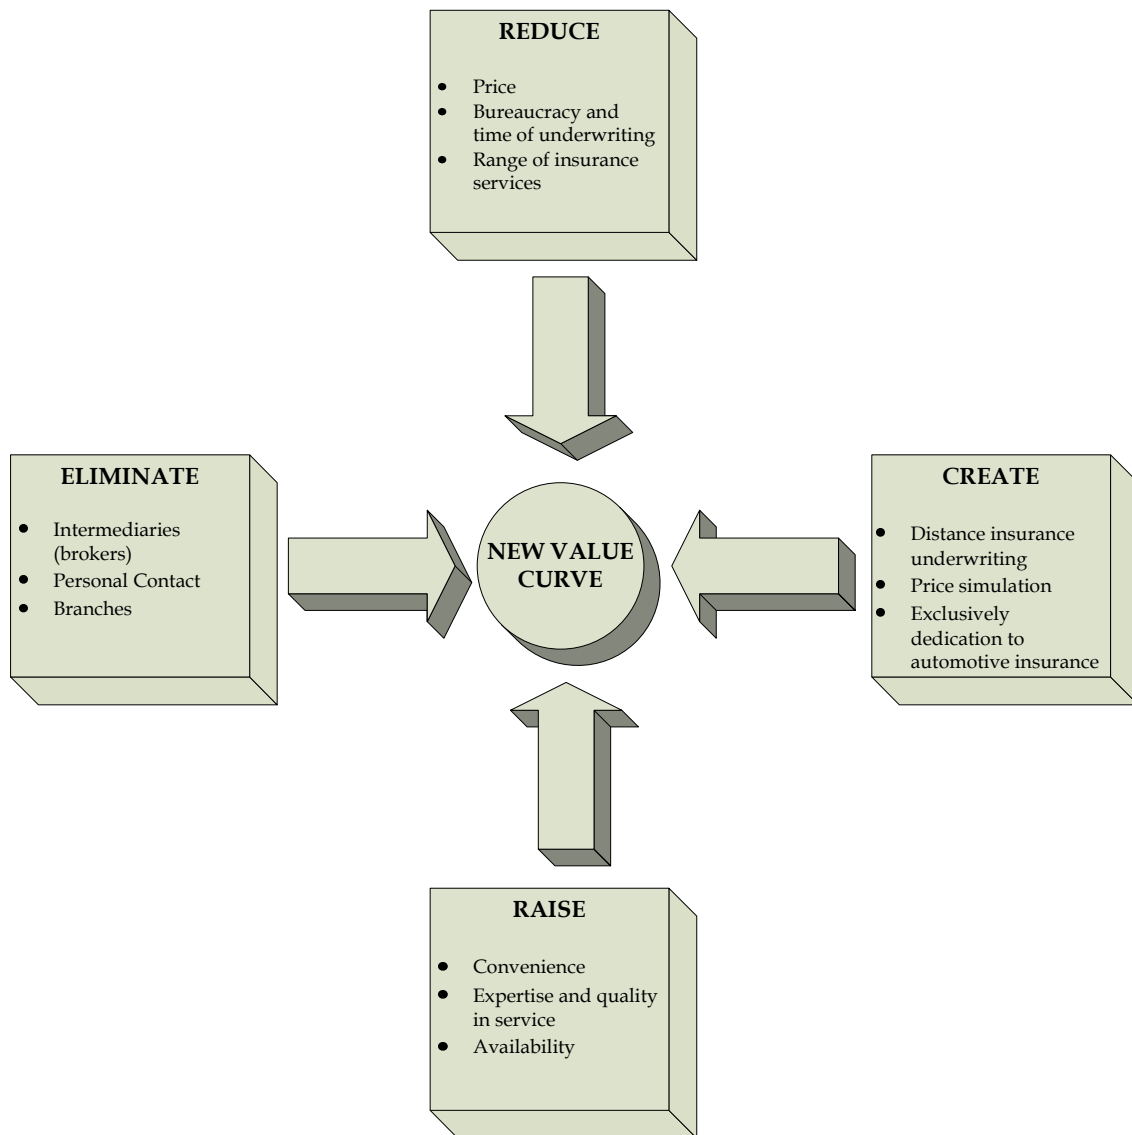 REDUCE
• Price
• Bureaucracy and
time of underwriting
• Range of insurance
services
ELIMINATE
• Intermediaries
(brokers)
• Personal Contact
• Branches
NEW VALUE
CURVE
CREATE
• Distance insurance
underwriting
• Price simulation
• Exclusively
dedication to
automotive insurance
RAISE
• Convenience
• Expertise and quality
in service
• Availability